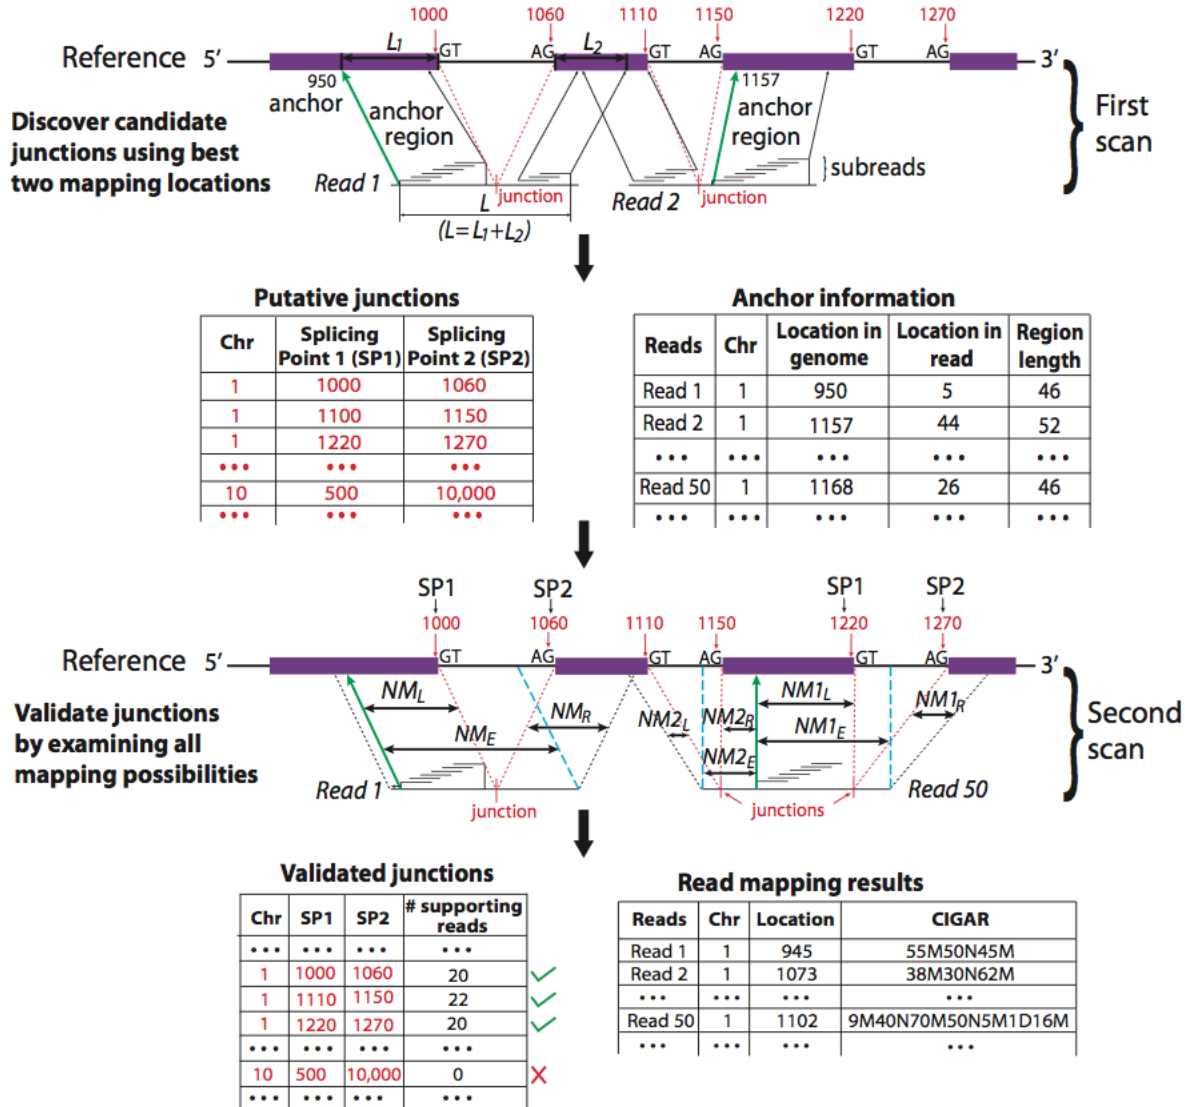 1000 1060 1110 1150 1220 1270
Reference 5' L1 GT AG L2 GT AG GT AG 3'
950 1157
anchor anchor region anchor region
First scan
Discover candidate
junctions using best
two mapping locations
Read 1 junction Read 2 junction subreads
L
(L=L1+L2)
Putative junctions
Chr Splicing Point 1 (SP1) Splicing Point 2 (SP2)
1 1000 1060
1 1100 1150
1 1220 1270
••• ••• •••
10 500 10,000
••• ••• •••
Anchor information
Reads Chr Location in genome Location in read Region length
Read 1 1 950 5 46
Read 2 1 1157 44 52
••• ••• ••• ••• •••
Read 50 1 1168 26 46
••• ••• ••• ••• •••
SP1 SP2 SP1 SP2
1000 1060 1110 1150 1220 1270
Reference 5' GT AG GT AG GT AG 3'
NML NMR NM2L NM2R NM1L NM1R
NME NM2E NM1E
Second scan
Validate junctions
by examining all
mapping possibilities
Read 1 junction junctions Read 50
Validated junctions
Chr SP1 SP2 # supporting reads
••• ••• ••• •••
1 1000 1060 20
1 1110 1150 22
1 1220 1270 20
••• ••• ••• •••
10 500 10,000 0
••• ••• ••• •••
Read mapping results
Reads Chr Location CIGAR
Read 1 1 945 55M50N45M
Read 2 1 1073 38M30N62M
••• ••• ••• •••
Read 50 1 1102 9M40N70M50N5M1D16M
••• ••• ••• •••